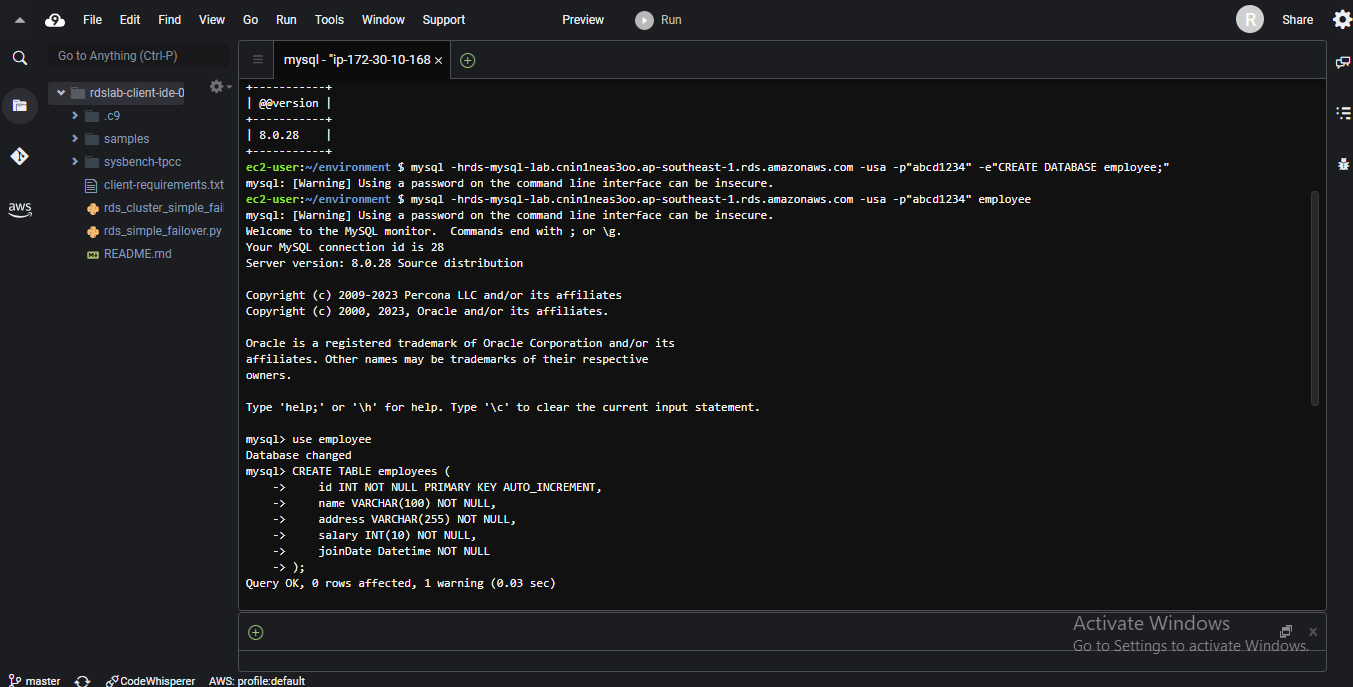 File Edit Find View Go Run Tools Window Support Preview Run R Share
Go to Anything (Ctrl-P)
mysql - "ip-172-30-10-168 ×
rdslab-client-ide-0
.c9
samples
sysbench-tpcc
client-requirements.txt
rds_cluster_simple_fail
rds_simple_failover.py
README.md
aws
+-----------+
| @@version |
+-----------+
| 8.0.28    |
+-----------+
ec2-user:~/environment $ mysql -hrds-mysql-lab.cnin1neas3oo.ap-southeast-1.rds.amazonaws.com -usa -p"abcd1234" -e"CREATE DATABASE employee;"
mysql: [Warning] Using a password on the command line interface can be insecure.
ec2-user:~/environment $ mysql -hrds-mysql-lab.cnin1neas3oo.ap-southeast-1.rds.amazonaws.com -usa -p"abcd1234" employee
mysql: [Warning] Using a password on the command line interface can be insecure.
Welcome to the MySQL monitor.  Commands end with ; or \g.
Your MySQL connection id is 28
Server version: 8.0.28 Source distribution
Copyright (c) 2009-2023 Percona LLC and/or its affiliates
Copyright (c) 2000, 2023, Oracle and/or its affiliates.
Oracle is a registered trademark of Oracle Corporation and/or its
affiliates. Other names may be trademarks of their respective
owners.
Type 'help;' or '\h' for help. Type '\c' to clear the current input statement.
mysql> use employee
Database changed
mysql> CREATE TABLE employees (
    ->     id INT NOT NULL PRIMARY KEY AUTO_INCREMENT,
    ->     name VARCHAR(100) NOT NULL,
    ->     address VARCHAR(255) NOT NULL,
    ->     salary INT(10) NOT NULL,
    ->     joinDate Datetime NOT NULL
    -> );
Query OK, 0 rows affected, 1 warning (0.03 sec)
Activate Windows
Go to Settings to activate Windows.
master CodeWhisperer AWS: profile:default